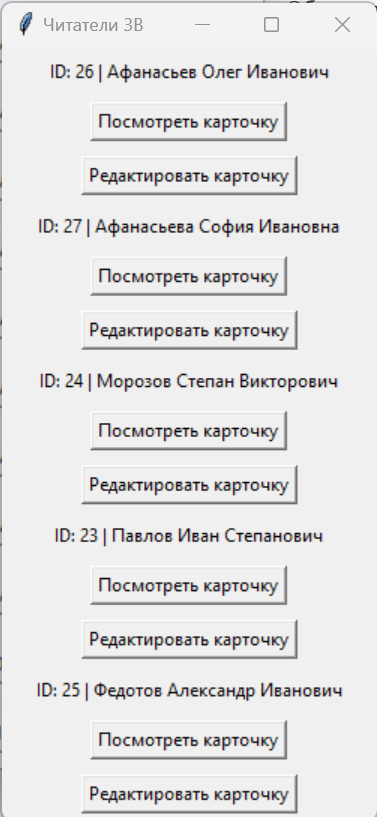 Читатели 3В
ID: 26 | Афанасьев Олег Иванович
Посмотреть карточку
Редактировать карточку
ID: 27 | Афанасьева София Ивановна
Посмотреть карточку
Редактировать карточку
ID: 24 | Морозов Степан Викторович
Посмотреть карточку
Редактировать карточку
ID: 23 | Павлов Иван Степанович
Посмотреть карточку
Редактировать карточку
ID: 25 | Федотов Александр Иванович
Посмотреть карточку
Редактировать карточку